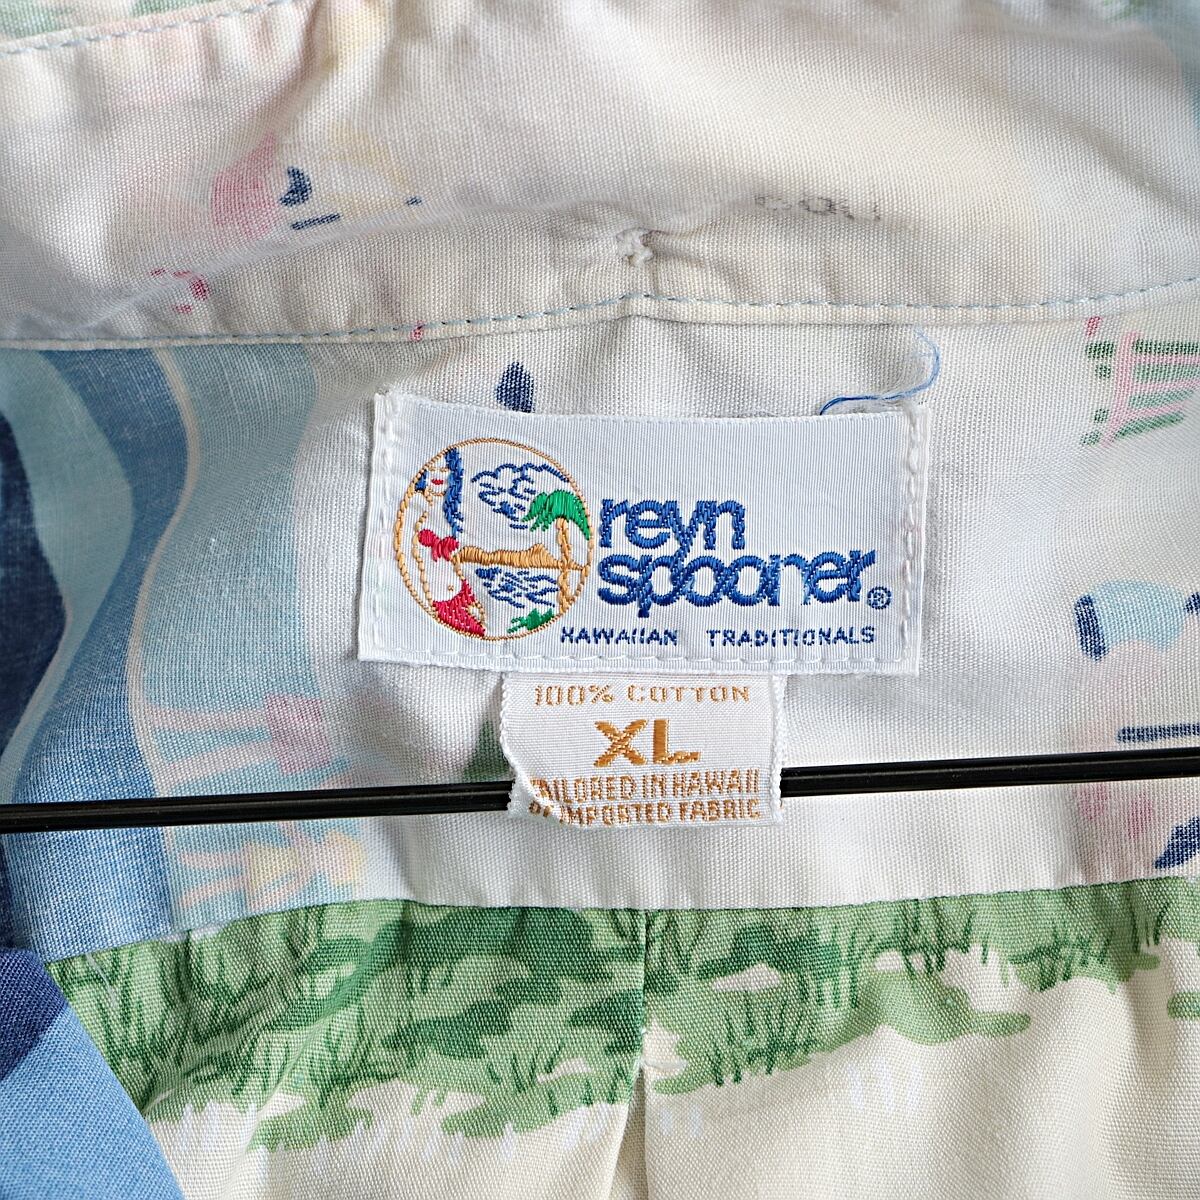 reyn
spooner®
HAWAIIAN TRADITIONALS
100% COTTON
XL
TAILORED IN HAWAII
OF IMPORTED FABRIC